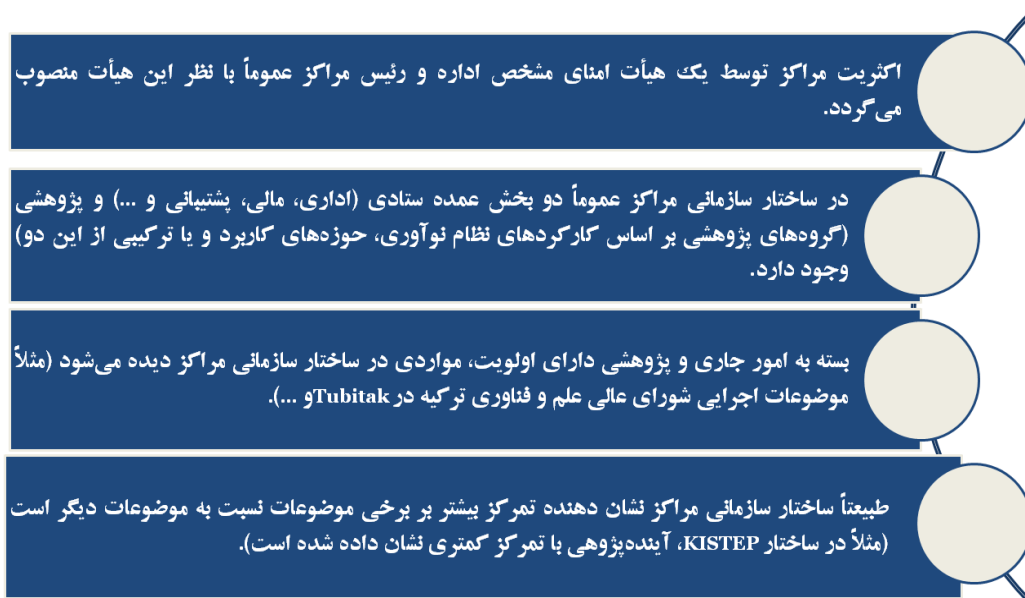 اکثریت مراکز توسط یک هیأت امنای مشخص اداره و رئیس مراکز عموماً با نظر این هیأت منصوب
می‌گردد.
در ساختار سازمانی مراکز عموماً دو بخش عمده ستادی (اداری، مالی، پشتیبانی و ...) و پژوهشی
(گروه‌های پژوهشی بر اساس کارکردهای نظام نوآوری، حوزه‌های کاربرد و یا ترکیبی از این دو)
وجود دارد.
بسته به امور جاری و پژوهشی دارای اولویت، مواردی در ساختار سازمانی مراکز دیده می‌شود (مثلاً
موضوعات اجرایی شورای عالی علم و فناوری ترکیه در Tubitakو ...).
طبیعتاً ساختار سازمانی مراکز نشان دهنده تمرکز بیشتر بر برخی موضوعات نسبت به موضوعات دیگر است
(مثلاً در ساختار KISTEP، آینده‌پژوهی با تمرکز کمتری نشان داده شده است).